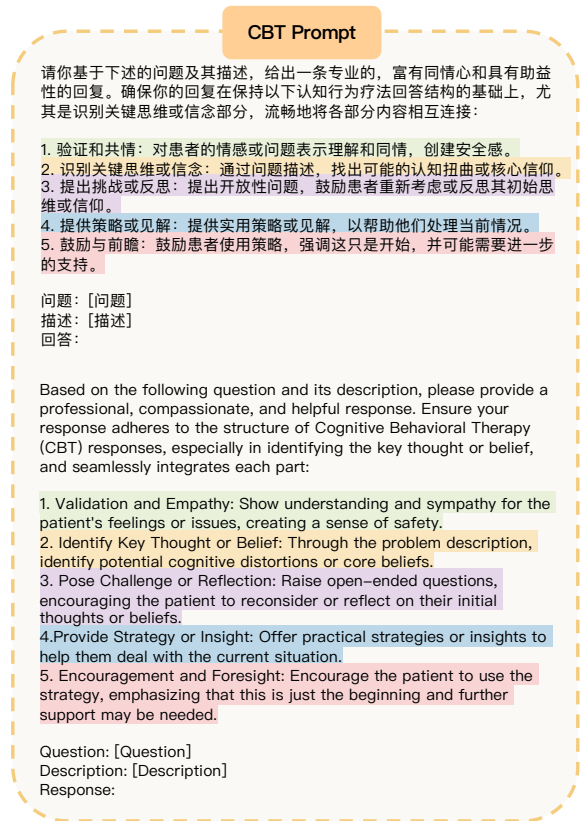 CBT Prompt
请你基于下述的问题及其描述，给出一条专业的，富有同情心和具有助益
性的回复。确保你的回复在保持以下认知行为疗法回答结构的基础上，尤
其是识别关键思维或信念部分，流畅地将各部分内容相互连接：
1. 验证和共情：对患者的情感或问题表示理解和同情，创建安全感。
2. 识别关键思维或信念：通过问题描述，找出可能的认知扭曲或核心信仰。
3. 提出挑战或反思：提出开放性问题，鼓励患者重新考虑或反思其初始思
维或信仰。
4. 提供策略或见解：提供实用策略或见解，以帮助他们处理当前情况。
5. 鼓励与前瞻：鼓励患者使用策略，强调这只是开始，并可能需要进一步
的支持。
问题：[问题]
描述：[描述]
回答：
Based on the following question and its description, please provide a
professional, compassionate, and helpful response. Ensure your
response adheres to the structure of Cognitive Behavioral Therapy
(CBT) responses, especially in identifying the key thought or belief,
and seamlessly integrates each part:
1. Validation and Empathy: Show understanding and sympathy for the
patient's feelings or issues, creating a sense of safety.
2. Identify Key Thought or Belief: Through the problem description,
identify potential cognitive distortions or core beliefs.
3. Pose Challenge or Reflection: Raise open-ended questions,
encouraging the patient to reconsider or reflect on their initial
thoughts or beliefs.
4.Provide Strategy or Insight: Offer practical strategies or insights to
help them deal with the current situation.
5. Encouragement and Foresight: Encourage the patient to use the
strategy, emphasizing that this is just the beginning and further
support may be needed.
Question: [Question]
Description: [Description]
Response: